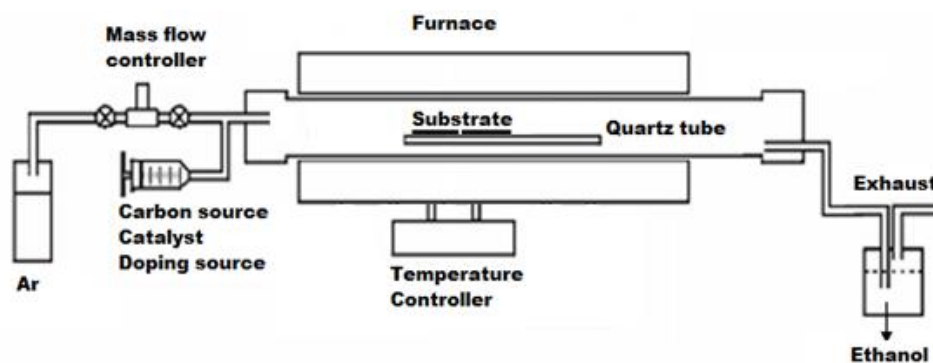 Furnace
Mass flow
controller
Substrate
Quartz tube
Carbon source
Catalyst
Doping source
Ar
Temperature
Controller
Exhaust
Ethanol